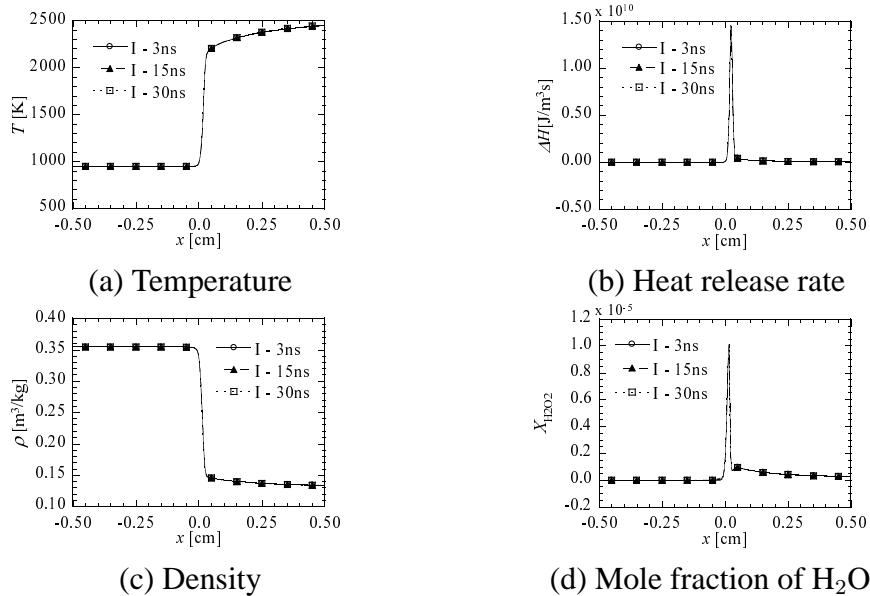 2500
2000
1500
1000
500
T [K]
I - 3ns
I - 15ns
I - 30ns
-0.50 -0.25 0.0 0.25 0.50
x [cm]
(a) Temperature
x 10^10
1.50
1.00
0.50
0.00
-0.50
ΔH[J/m³s]
I - 3ns
I - 15ns
I - 30ns
-0.50 -0.25 0.0 0.25 0.50
x [cm]
(b) Heat release rate
0.40
0.35
0.30
0.25
0.20
0.15
0.10
ρ [m³/kg]
I - 3ns
I - 15ns
I - 30ns
-0.50 -0.25 0.0 0.25 0.50
x [cm]
(c) Density
x 10^-5
1.2
1.0
0.8
0.6
0.4
0.2
0.0
-0.2
X_H2O2
I - 3ns
I - 15ns
I - 30ns
-0.50 -0.25 0.0 0.25 0.50
x [cm]
(d) Mole fraction of H₂O